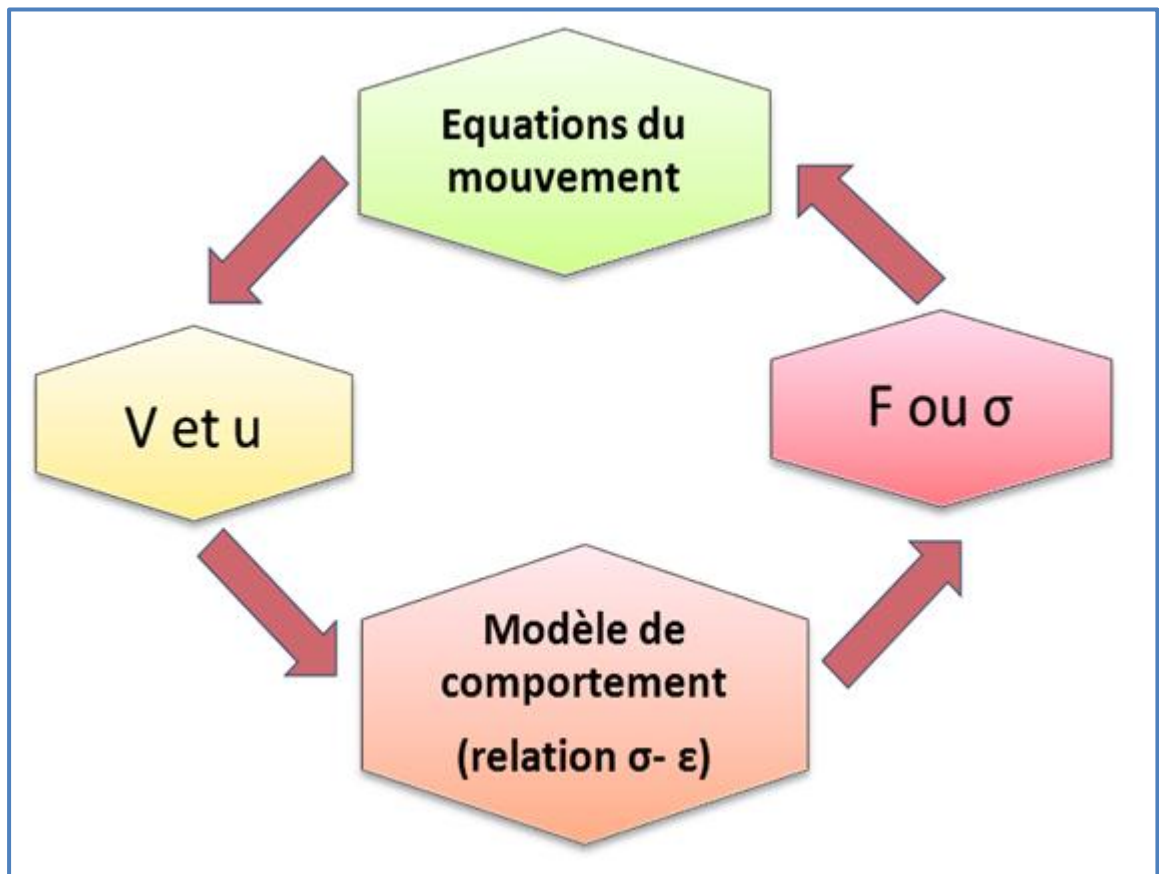 Equations du
mouvement
V et u
F ou σ
Modèle de
comportement
(relation σ- ε)